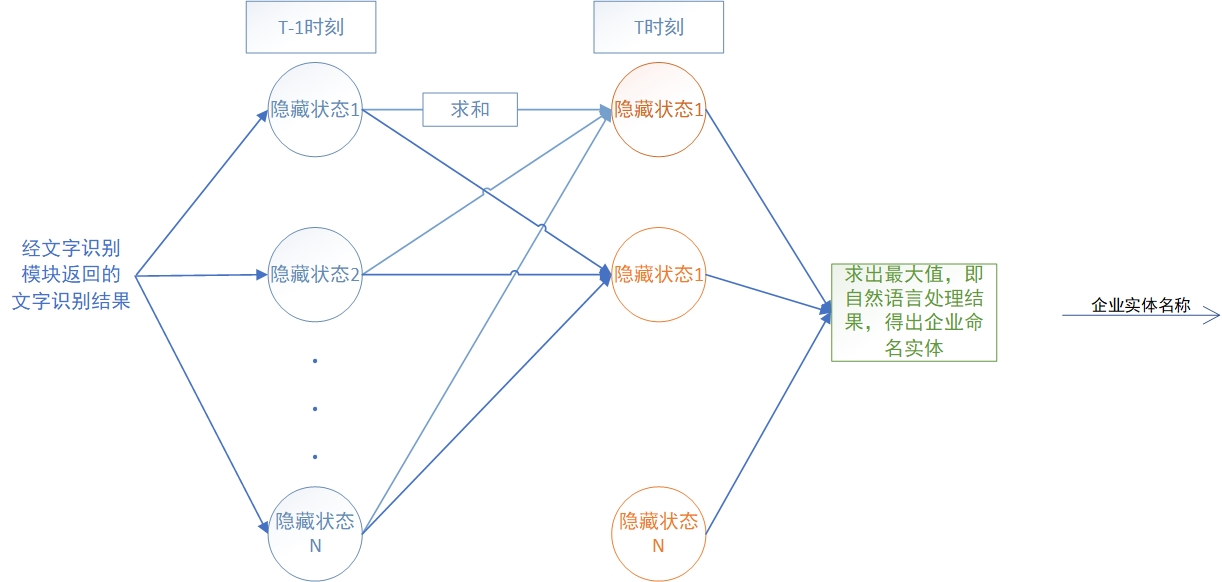 T-1时刻
T时刻
隐藏状态1
求和
隐藏状态1
经文字识别
模块返回的
文字识别结果
隐藏状态2
隐藏状态1
求出最大值，即
自然语言处理结
果，得出企业命
名实体
企业实体名称
隐藏状态
N
隐藏状态
N